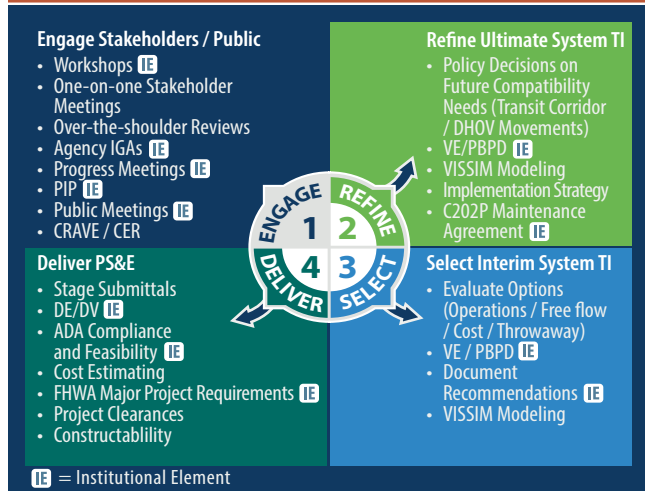 Engage Stakeholders / Public
• Workshops IE
• One-on-one Stakeholder
Meetings
• Over-the-shoulder Reviews
• Agency IGAs IE
• Progress Meetings IE
• PIP IE
• Public Meetings IE
• CRAVE / CER
Refine Ultimate System TI
• Policy Decisions on
Future Compatibility
Needs (Transit Corridor
/ DHOV Movements)
• VE/PBPD IE
• VISSIM Modeling
• Implementation Strategy
• C202P Maintenance
Agreement IE
ENGAGE
1
REFINE
2
DELIVER
4
SELECT
3
Deliver PS&E
• Stage Submittals
• DE/DV IE
• ADA Compliance
and Feasibility IE
• Cost Estimating
• FHWA Major Project Requirements IE
• Project Clearances
• Constructablility
Select Interim System TI
• Evaluate Options
(Operations / Free flow
/ Cost / Throwaway)
• VE / PBPD IE
• Document
Recommendations IE
• VISSIM Modeling
IE = Institutional Element